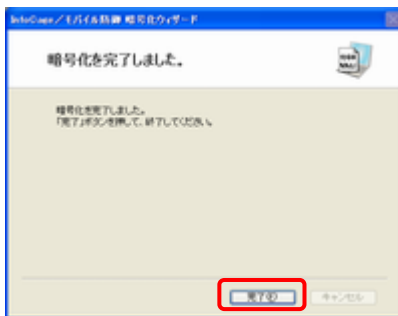 InfoCage／モバイル防御 暗号化ウィザード
暗号化を完了しました。
暗号化を完了しました。
「完了」ボタンを押して、終了してください。
完了(F)
キャンセル